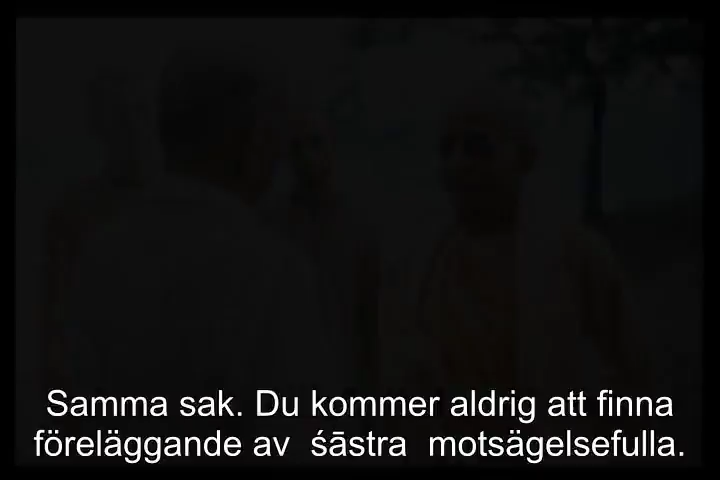 Samma sak. Du kommer aldrig att finna
föreläggande av śāstra motsägelsefulla.